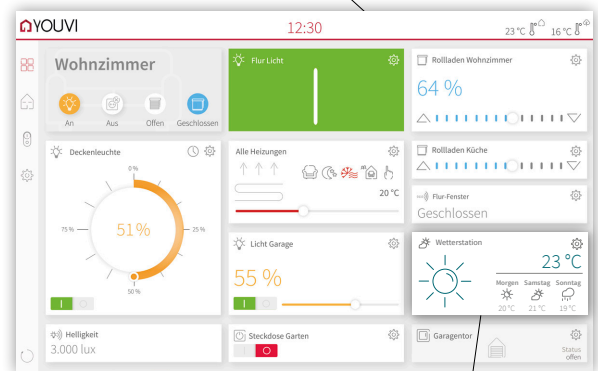 YOUVI
12:30
23 °C 16 °C
Wohnzimmer
An Aus Offen Geschlossen
Flur Licht
Rollladen Wohnzimmer
64 %
Deckenleuchte
0%
75 %
51%
25 %
50 %
Alle Heizungen
20 °C
Rollladen Küche
Flur-Fenster
Geschlossen
Licht Garage
55 %
Wetterstation
23 °C
Morgen Samstag Sonntag
20 °C 21 °C 19 °C
Helligkeit
3.000 lux
Steckdose Garten
Garagentor
Status
offen